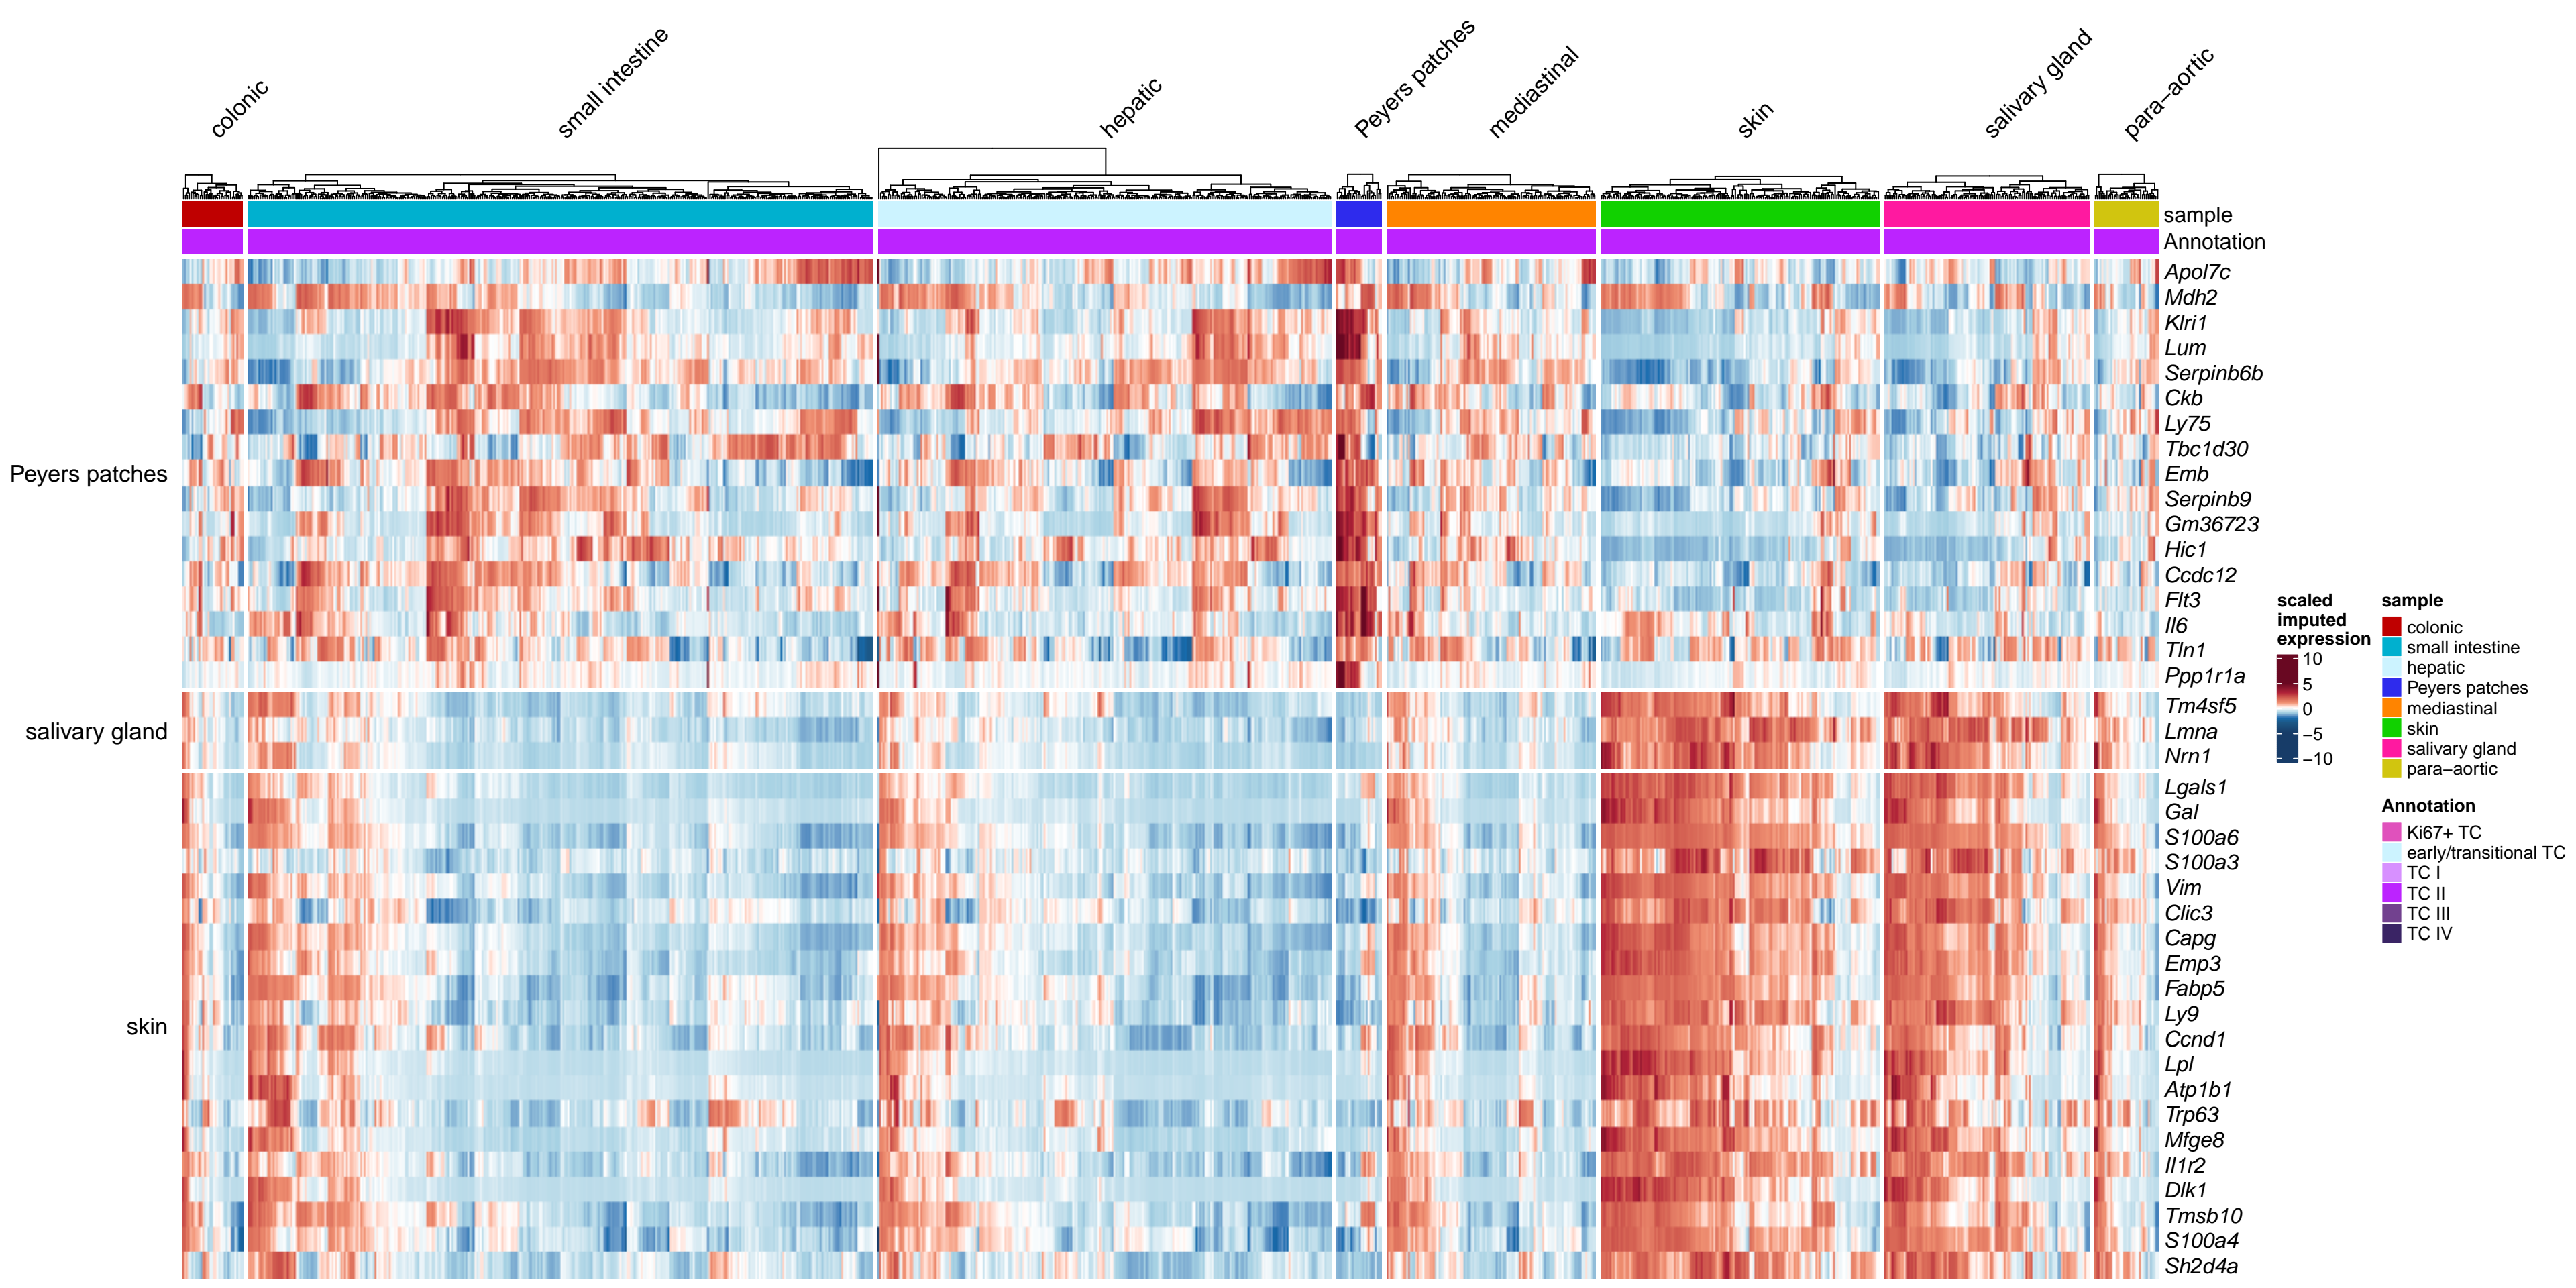 colonic
small intestine
hepatic
Peyers patches
mediastinal
skin
salivary gland
para−aortic
sample
Annotation
Peyers patches
Apol7c
Mdh2
Klri1
Lum
Serpinb6b
Ckb
Ly75
Tbc1d30
Emb
Serpinb9
Gm36723
Hic1
Ccdc12
Flt3
Il6
Tln1
Ppp1r1a
salivary gland
Tm4sf5
Lmna
Nrn1
skin
Lgals1
Gal
S100a6
S100a3
Vim
Clic3
Capg
Emp3
Fabp5
Ly9
Ccnd1
Lpl
Atp1b1
Trp63
Mfge8
Il1r2
Dlk1
Tmsb10
S100a4
Sh2d4a
scaled
imputed
expression
10
5
0
−5
−10
sample
colonic
small intestine
hepatic
Peyers patches
mediastinal
skin
salivary gland
para−aortic
Annotation
Ki67+ TC
early/transitional TC
TC I
TC II
TC III
TC IV